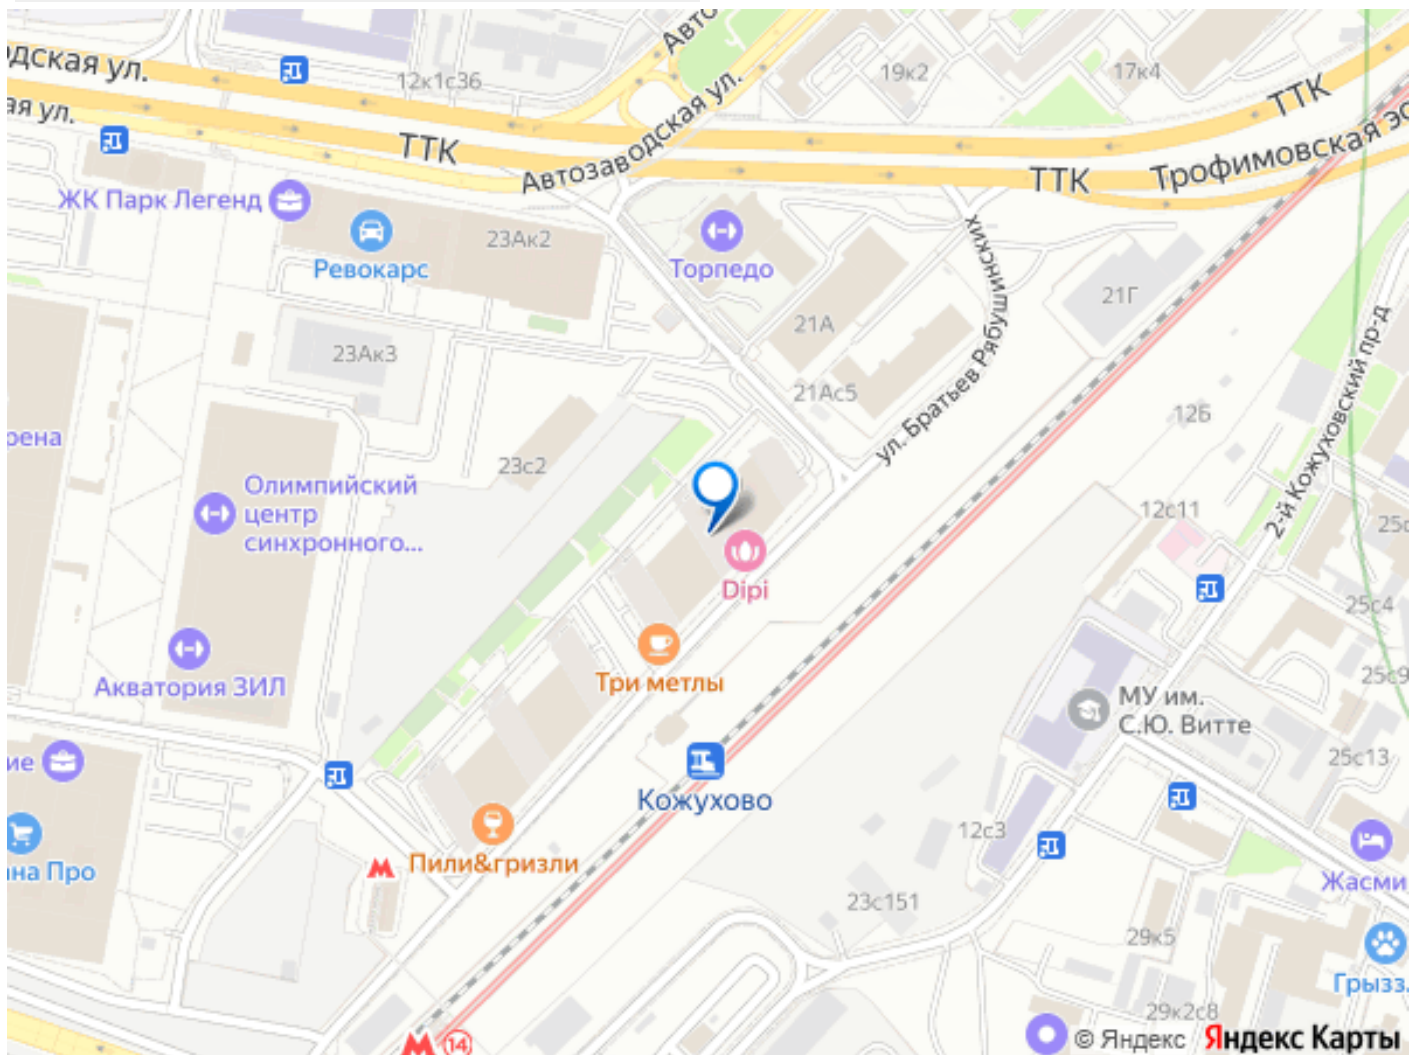 одская ул.
12к1с36
Авто
19к2
17к4
ТТК
ая ул.
ТТК
Автозаводская ул.
ТТК
Трофимовская эс
ЖК Парк Легенд
23Ак2
Ревокарс
Торпедо
ул. Братьев Рябушинских
21Г
21А
23Ак3
21Ас5
2-й Кожуховский пр-д
12Б
рена
23с2
Олимпийский
центр
синхронного...
12с11
25с
Dipi
25с4
Три метлы
25с9
Акватория ЗИЛ
МУ им.
С.Ю. Витте
ие
25с13
Кожухово
12с3
Пили&гризли
на Про
Жасми
23с151
29к5
Грызз.
29к2с8
14
© Яндекс Яндекс Карты